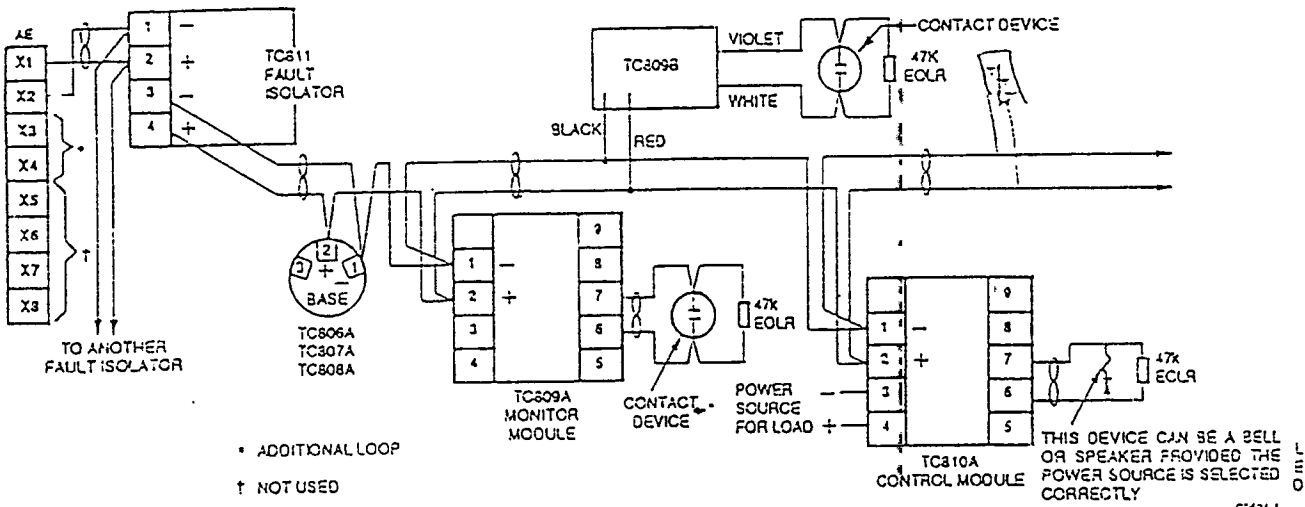 AE
X1
X2
X3
X4
X5
X6
X7
X8
*
†
1 −
2 +
3 −
4 +
TC811
FAULT
ISOLATOR
TO ANOTHER
FAULT ISOLATOR
TC809B
VIOLET
WHITE
BLACK
RED
CONTACT DEVICE
47K
EOLR
2
3 + 1
−
BASE
TC806A
TC807A
TC808A
9
1 − 8
2 + 7
3 6
4 5
TC809A
MONITOR
MODULE
47K
EOLR
CONTACT
DEVICE
POWER
SOURCE
FOR LOAD
−
+
9
1 − 8
2 + 7
3 6
4 5
TC810A
CONTROL MODULE
47K
EOLR
THIS DEVICE CAN BE A BELL
OR SPEAKER PROVIDED THE
POWER SOURCE IS SELECTED
CORRECTLY
* ADDITIONAL LOOP
† NOT USED